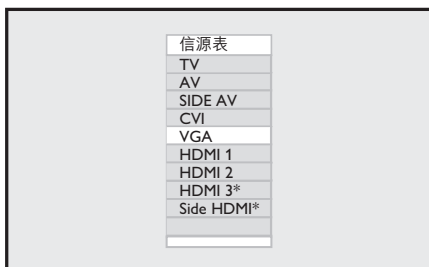 信源表
TV
AV
SIDE AV
CVI
VGA
HDMI 1
HDMI 2
HDMI 3*
Side HDMI*